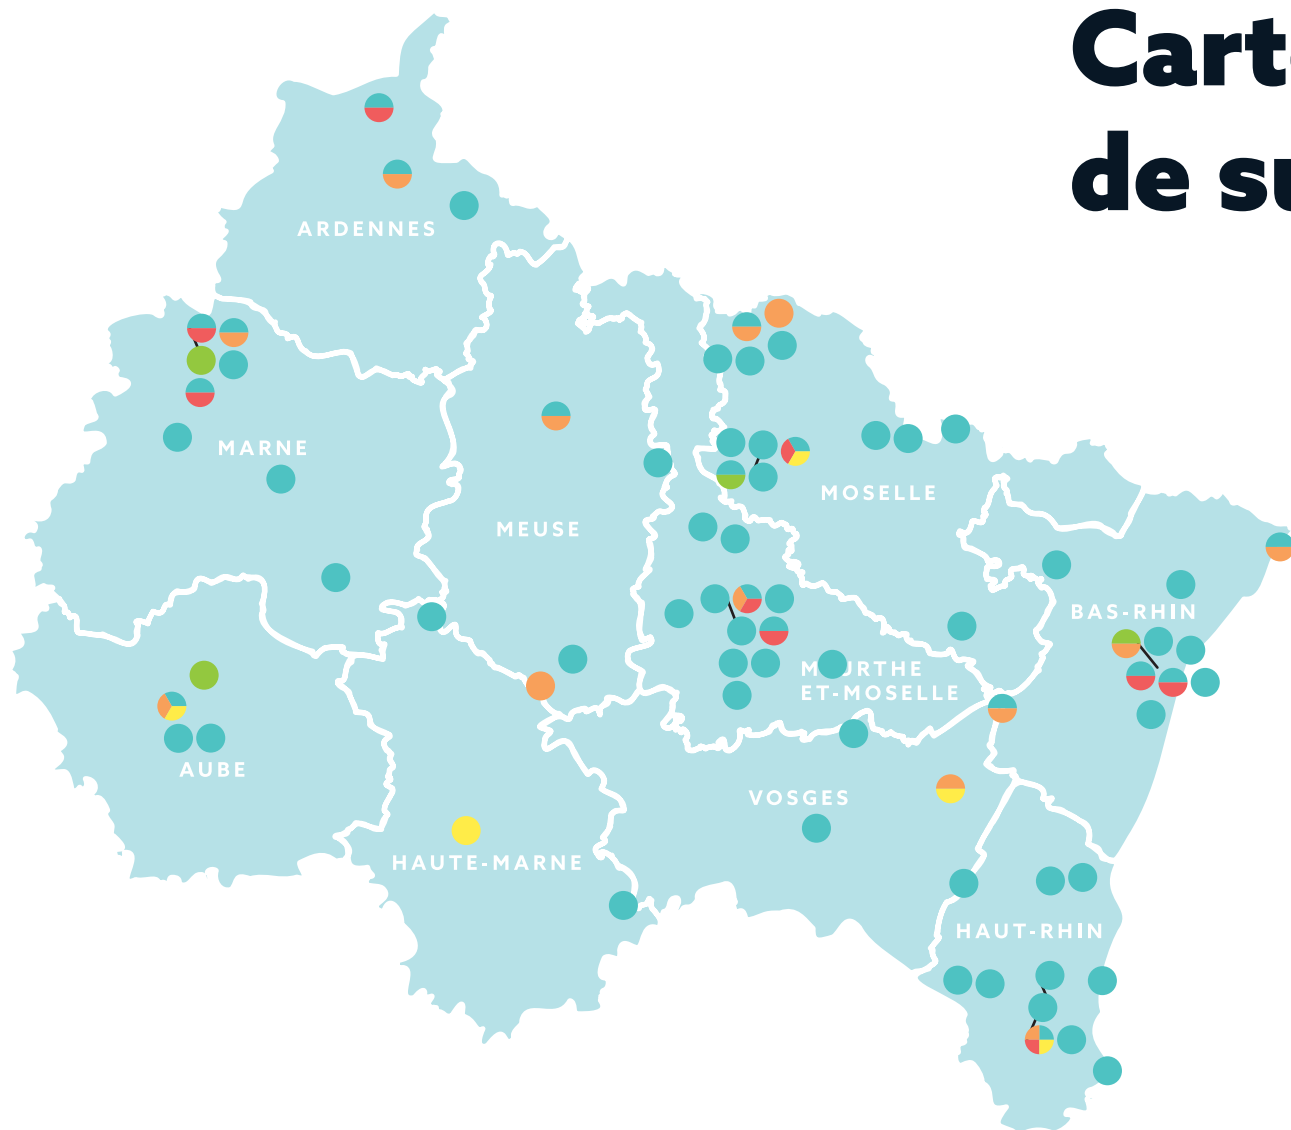 Cart
de su
ARDENNES
MARNE
MEUSE
MOSELLE
BAS-RHIN
M URTHE
ET-MOSELLE
AUBE
VOSGES
HAUTE-MARNE
HAUT-RHIN